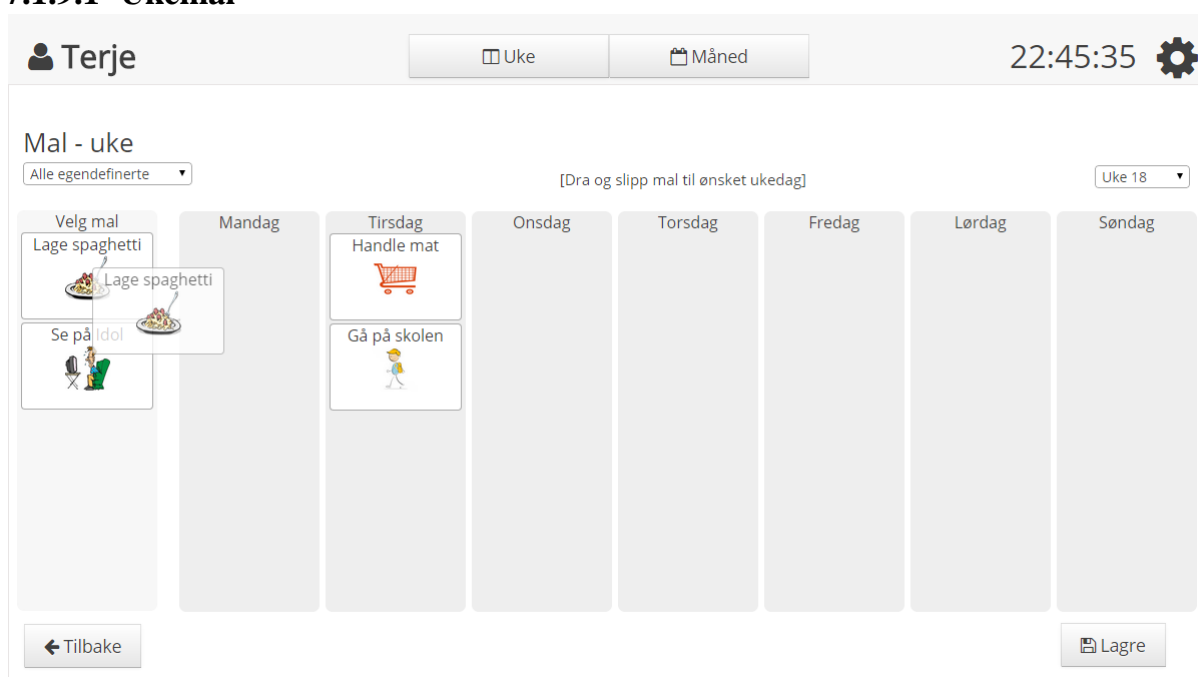 7.1.9.1 Ukemal
Terje
Uke
Måned
22:45:35
Mal - uke
Alle egendefinerte
[Dra og slipp mal til ønsket ukedag]
Uke 18
Velg mal
Mandag
Tirsdag
Onsdag
Torsdag
Fredag
Lørdag
Søndag
Lage spaghetti
Handle mat
Lage spaghetti
Se på Idol
Gå på skolen
Tilbake
Lagre